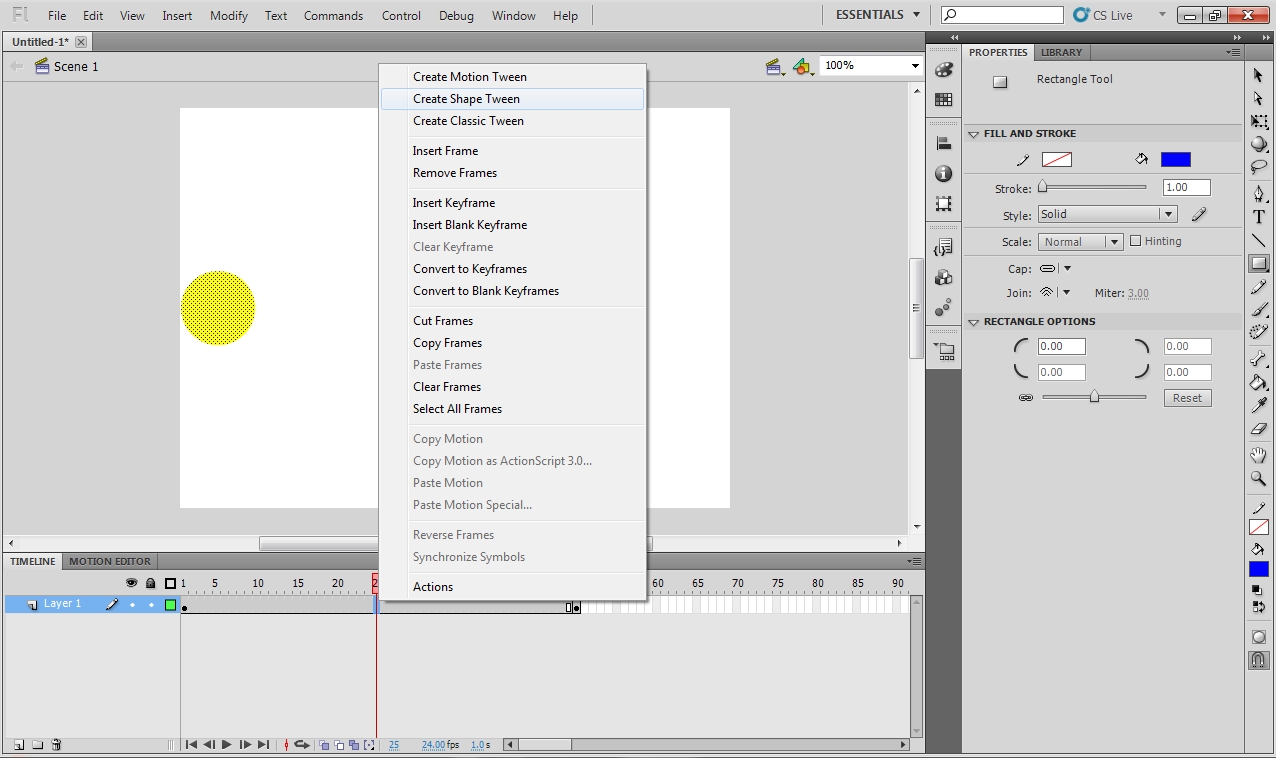 Fl File Edit View Insert Modify Text Commands Control Debug Window Help ESSENTIALS CS Live
Untitled-1*
Scene 1 100%
Create Motion Tween
Create Shape Tween
Create Classic Tween
Insert Frame
Remove Frames
Insert Keyframe
Insert Blank Keyframe
Clear Keyframe
Convert to Keyframes
Convert to Blank Keyframes
Cut Frames
Copy Frames
Paste Frames
Clear Frames
Select All Frames
Copy Motion
Copy Motion as ActionScript 3.0...
Paste Motion
Paste Motion Special...
Reverse Frames
Synchronize Symbols
Actions
PROPERTIES LIBRARY
Rectangle Tool
FILL AND STROKE
Stroke: 1.00
Style: Solid
Scale: Normal Hinting
Cap:
Join: Miter: 3.00
RECTANGLE OPTIONS
0.00 0.00
0.00 0.00
Reset
T
TIMELINE MOTION EDITOR
1 5 10 15 20 2 60 65 70 75 80 85 90
Layer 1
25 24.00 fps 1.0 s